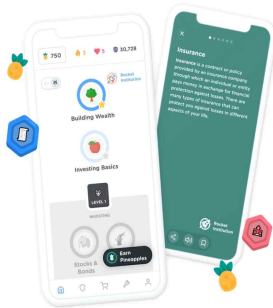 750
3
5
30,728
Rocket
Institution
Building Wealth
Investing Basics
LEVEL 1
INVESTING
Stocks &
Bonds
Earn
Pineapples
Insurance
Insurance is a contract or policy
provided by an insurance company
through which an individual or entity
pays money in exchange for financial
protection against losses. There are
many types of insurance that can
protect you against losses in different
aspects of your life.
Rocket
Institution